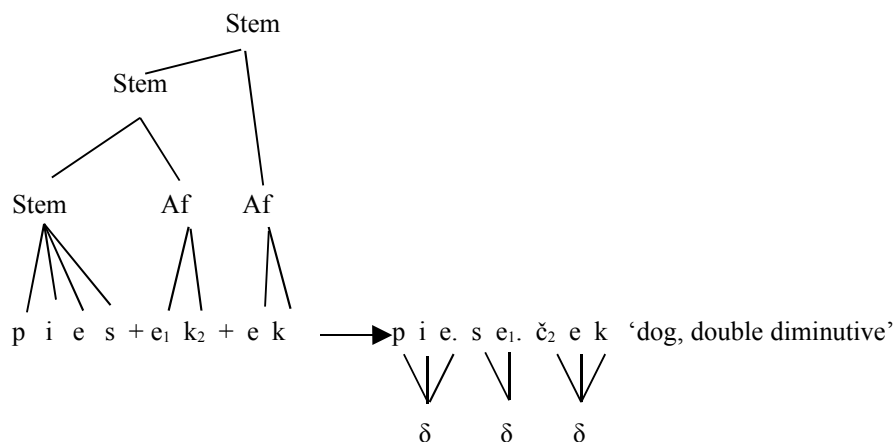 Stem
Stem
Stem Af Af
p i e s + e₁ k₂ + e k p i e. s e₁. č₂ e k ‘dog, double diminutive’
δ δ δ